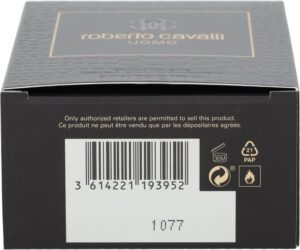 roberto cavalli
UOMO
Only authorized retailers are permitted to sell this product.
Ce produit ne peut être vendu que par les dépositaires agréés.
36M
21
PAP
3 614221 193952
1077